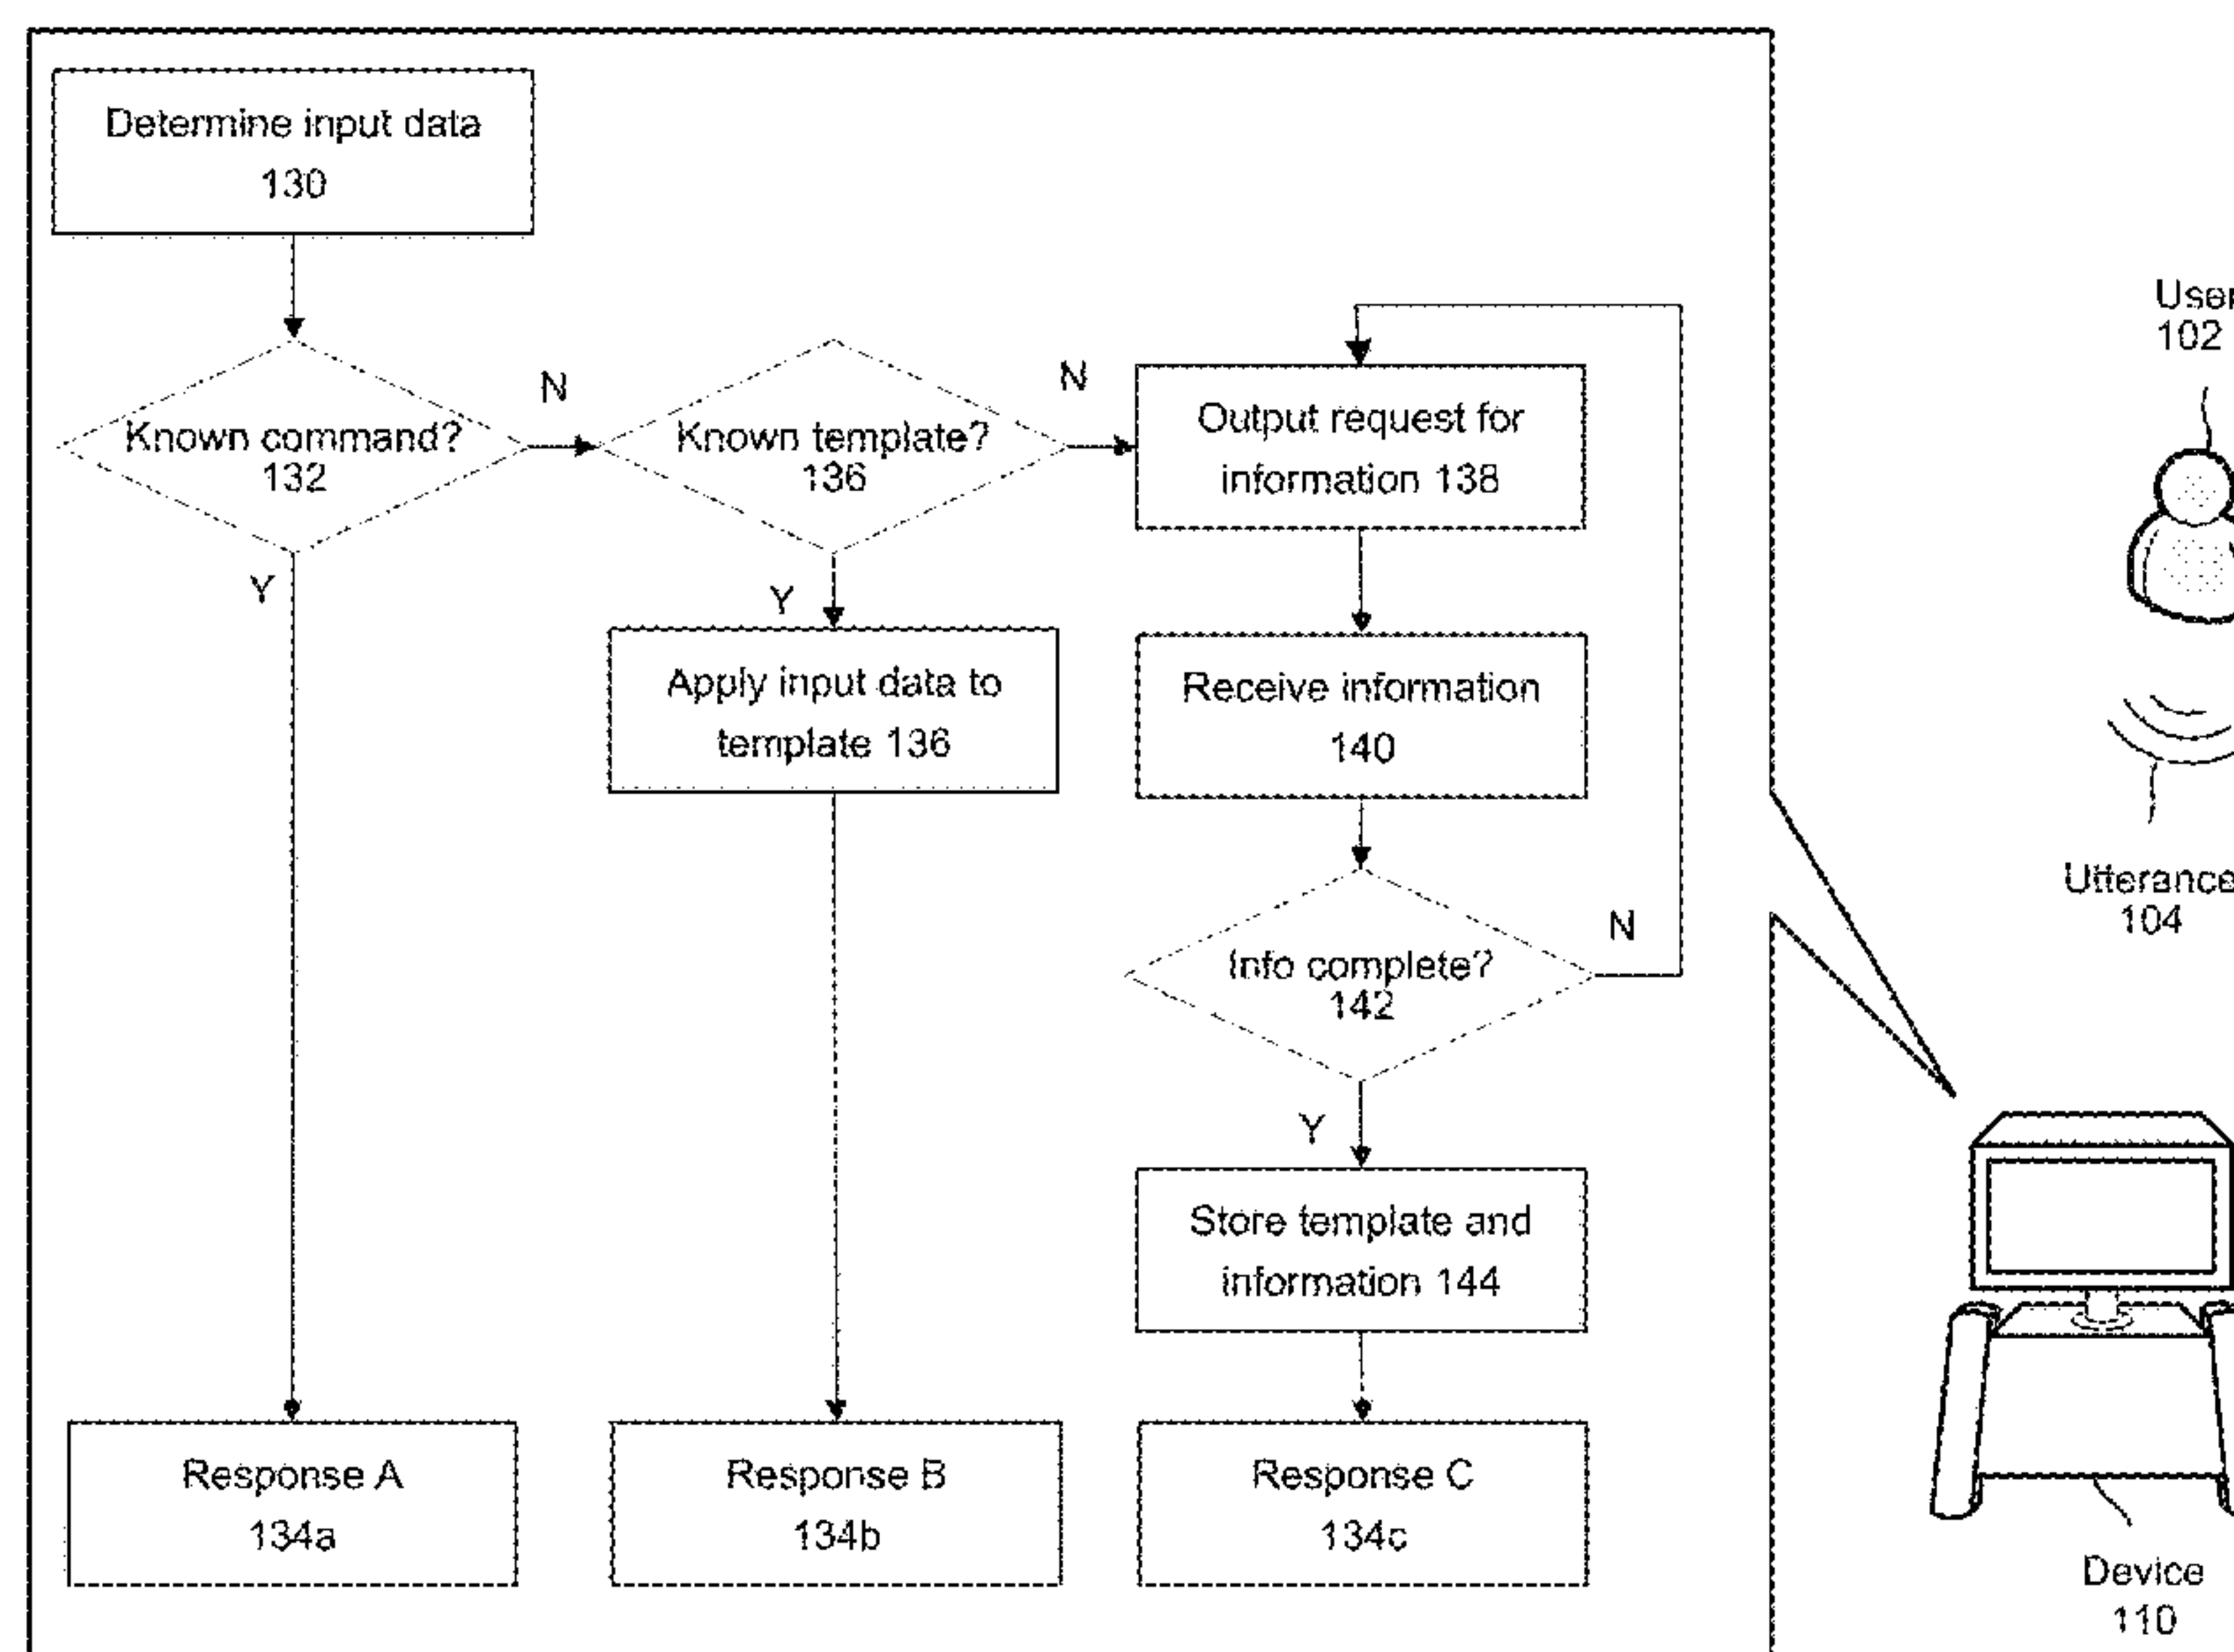 Determine input data
130
Known command?
132
N
Y
Known template?
136
N
Y
Apply input data to
template 136
Output request for
information 138
Receive information
140
Info complete?
142
N
Y
Store template and
information 144
Response A
134a
Response B
134b
Response C
134c
User
102
Utterance
104
Device
110